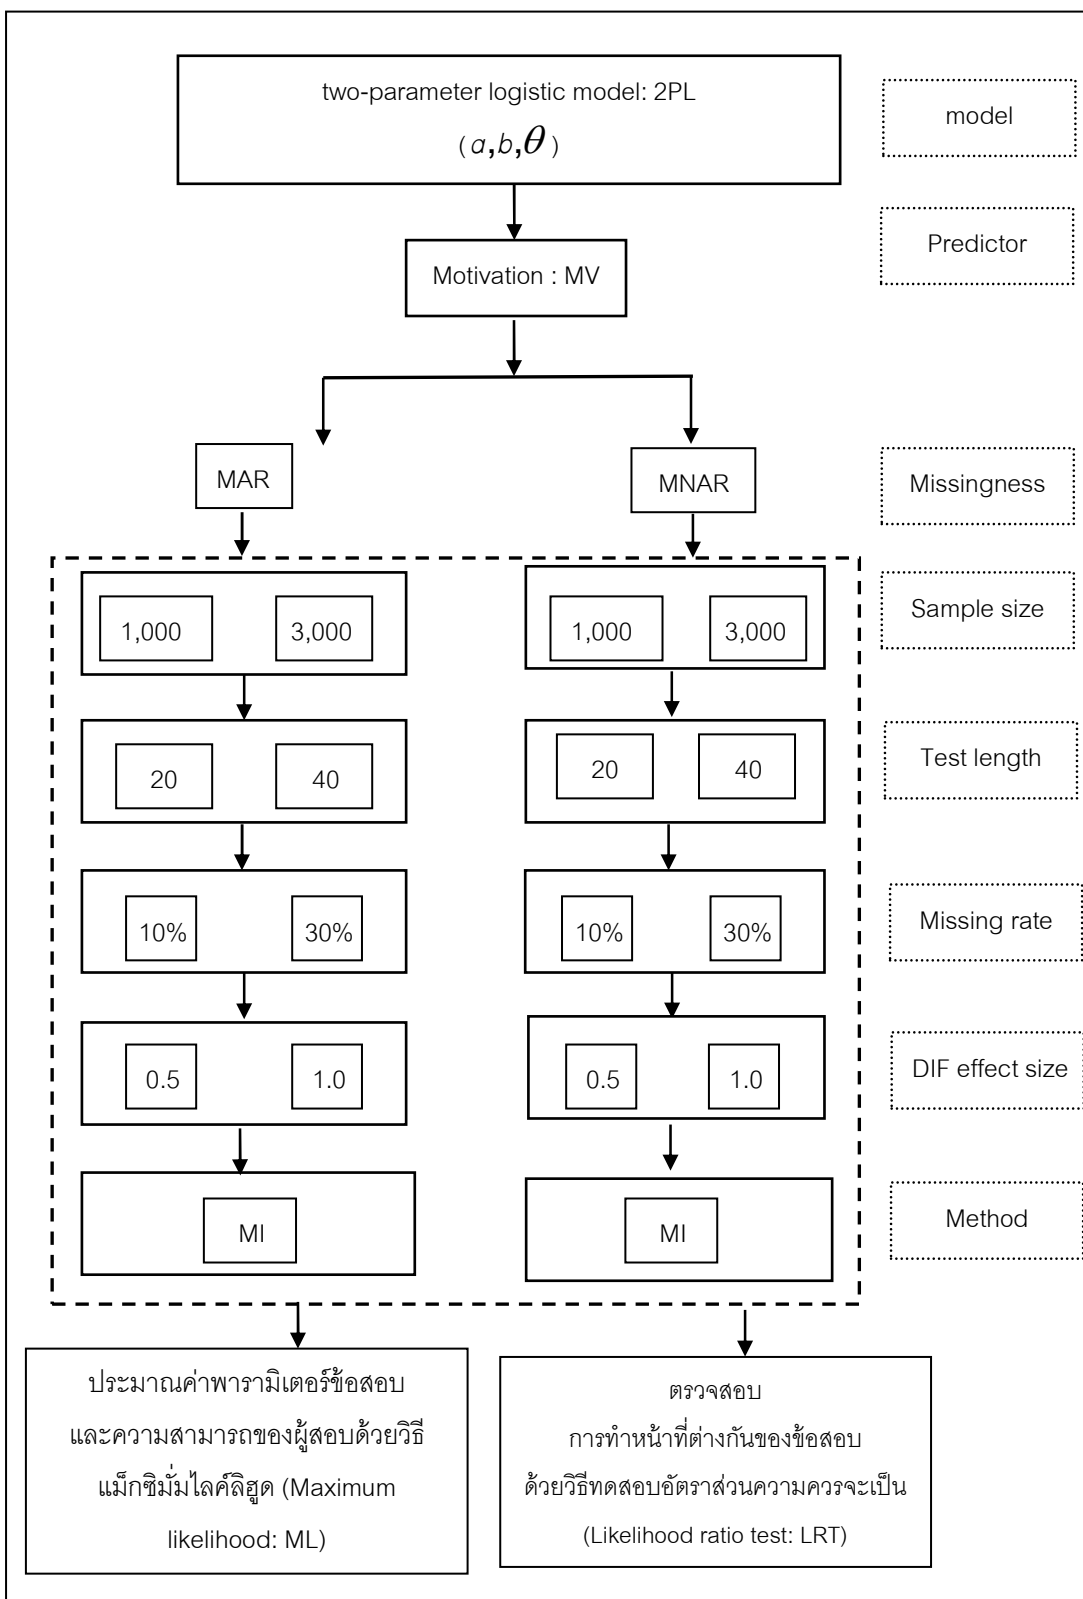 two-parameter logistic model: 2PL
(a,b,θ)
model
Predictor
Motivation : MV
MAR
MNAR
Missingness
1,000
3,000
1,000
3,000
Sample size
20
40
20
40
Test length
10%
30%
10%
30%
Missing rate
0.5
1.0
0.5
1.0
DIF effect size
MI
MI
Method
ประมาณค่าพารามิเตอร์ข้อสอบ
และความสามารถของผู้สอบด้วยวิธี
แม็กซิมั่มไลค์ลิฮูด (Maximum
likelihood: ML)
ตรวจสอบ
การทำหน้าที่ต่างกันของข้อสอบ
ด้วยวิธีทดสอบอัตราส่วนความควรจะเป็น
(Likelihood ratio test: LRT)